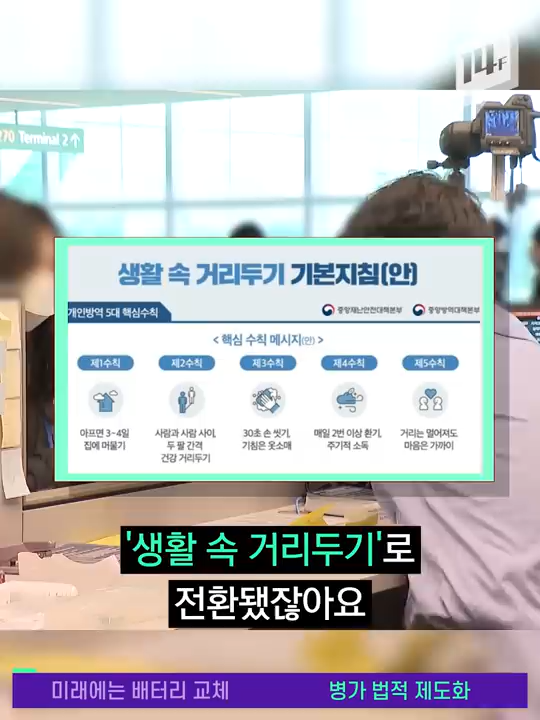 14F
270 Terminal 2 ↑
생활 속 거리두기 기본지침(안)
개인방역 5대 핵심수칙
중앙재난안전대책본부 중앙방역대책본부
< 핵심 수칙 메시지(안) >
제1수칙 제2수칙 제3수칙 제4수칙 제5수칙
아프면 3~4일 사람과 사람 사이, 30초 손 씻기, 매일 2번 이상 환기, 거리는 멀어져도
집에 머물기 두 팔 간격 기침은 옷소매 주기적 소독 마음은 가까이
건강 거리두기
'생활 속 거리두기'로
전환됐잖아요
미래에는 배터리 교체 병가 법적 제도화